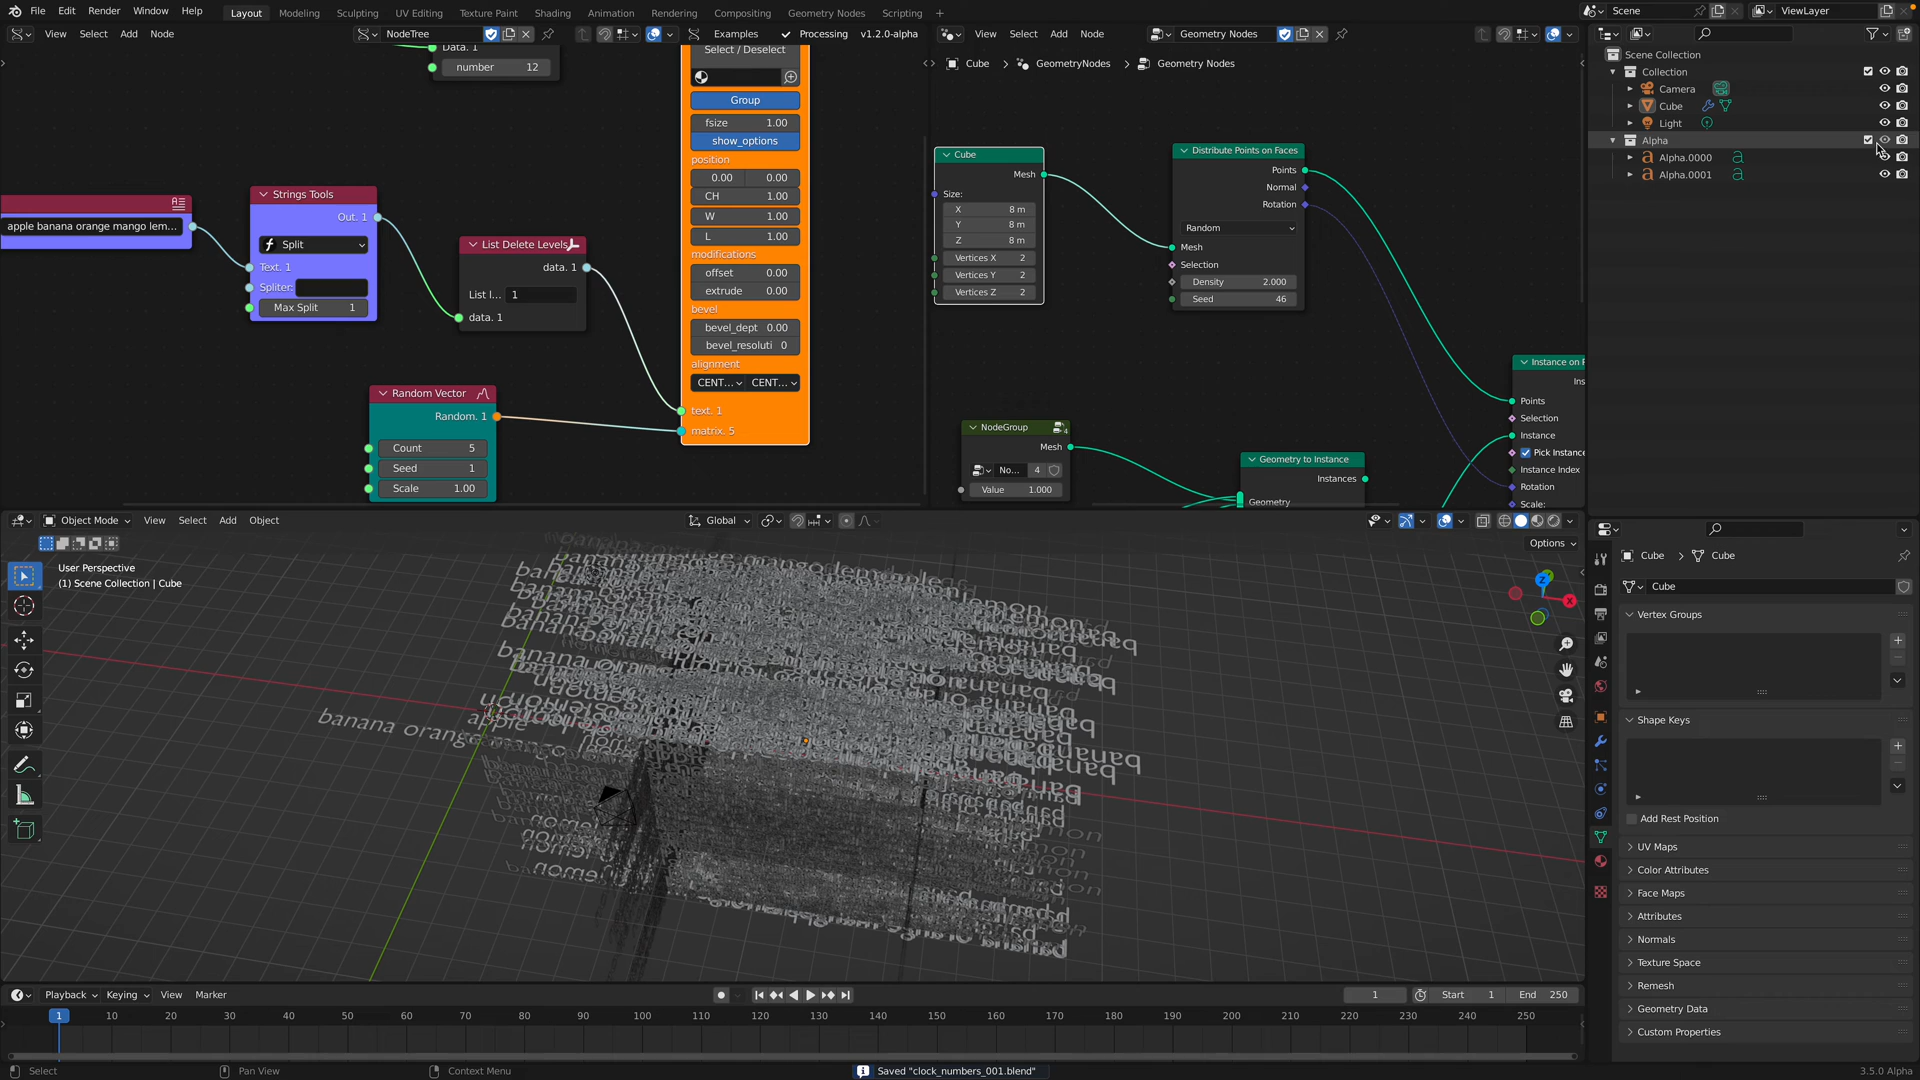 File Edit Render Window Help Layout Modeling Sculpting UV Editing Texture Paint Shading Animation Rendering Compositing Geometry Nodes Scripting + Scene ViewLayer
View Select Add Node NodeTree Examples Processing v1.2.0-alpha
Data. 1
number 12
Select / Deselect
Group
fsize 1.00
show_options
position
0.00 0.00
CH 1.00
W 1.00
L 1.00
modifications
offset 0.00
extrude 0.00
bevel
bevel_dept 0.00
bevel_resoluti 0
alignment
CENT... CENT...
text. 1
matrix. 5
apple banana orange mango lem...
Strings Tools
Out. 1
Split
Text. 1
Spliter:
Max Split 1
List Delete Levels
data. 1
List l... 1
data. 1
Random Vector
Random. 1
Count 5
Seed 1
Scale 1.00
View Select Add Node Geometry Nodes
Cube > GeometryNodes > Geometry Nodes
Cube
Mesh
Size:
X 8 m
Y 8 m
Z 8 m
Vertices X 2
Vertices Y 2
Vertices Z 2
Distribute Points on Faces
Points
Normal
Rotation
Random
Mesh
Selection
Density 2.000
Seed 46
NodeGroup
Mesh
No... 4
Value 1.000
Geometry to Instance
Instances
Geometry
Instance on
Ins
Points
Selection
Instance
Pick Instance
Instance Index
Rotation
Scale:
Scene Collection
Collection
Camera
Cube
Light
Alpha
Alpha.0000
Alpha.0001
Object Mode View Select Add Object Global
Options
User Perspective
(1) Scene Collection | Cube
banana orange
apple
X
Z
Cube > Cube
Cube
Vertex Groups
Shape Keys
Add Rest Position
UV Maps
Color Attributes
Face Maps
Attributes
Normals
Texture Space
Remesh
Geometry Data
Custom Properties
Playback Keying View Marker 1 Start 1 End 250
1 10 20 30 40 50 60 70 80 90 100 110 120 130 140 150 160 170 180 190 200 210 220 230 240 250
Select Pan View Context Menu Saved "clock_numbers_001.blend" 3.5.0 Alpha